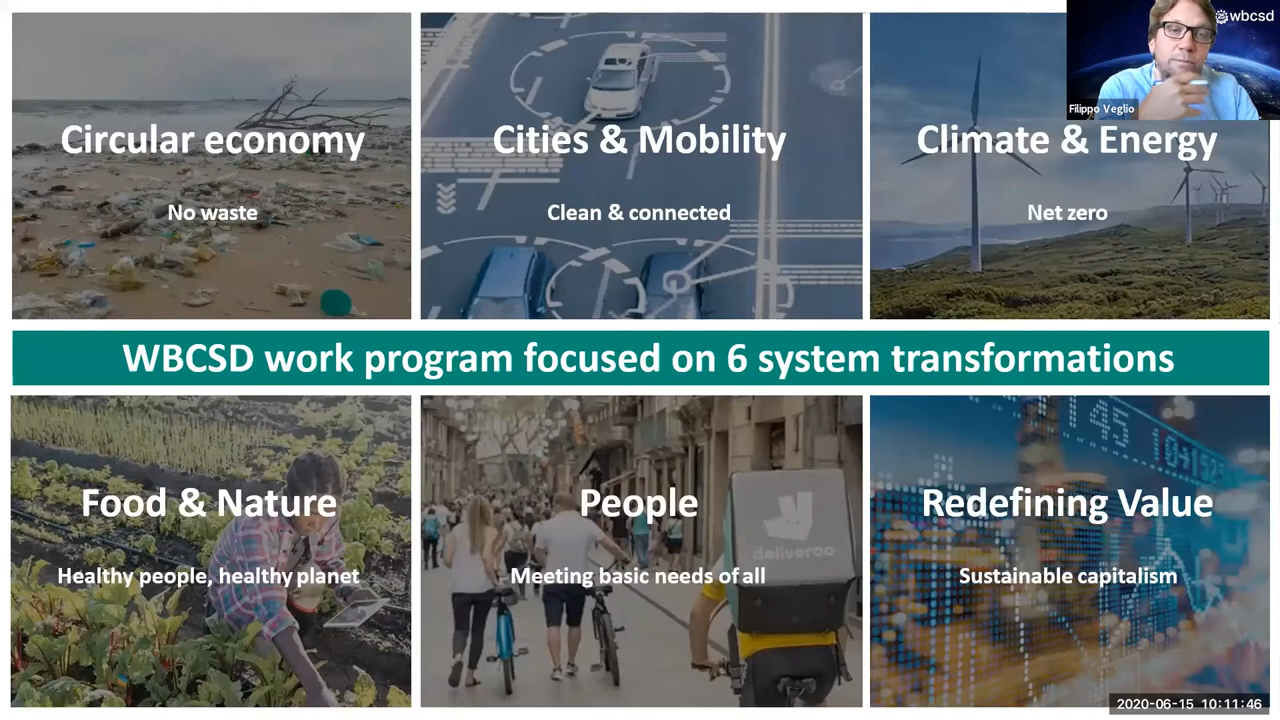 wbcsd
Filippo Veglio
Circular economy
No waste
Cities & Mobility
Clean & connected
Climate & Energy
Net zero
WBCSD work program focused on 6 system transformations
Food & Nature
Healthy people, healthy planet
People
Meeting basic needs of all
deliveroo
Redefining Value
Sustainable capitalism
145
2020-06-15 10:11:46